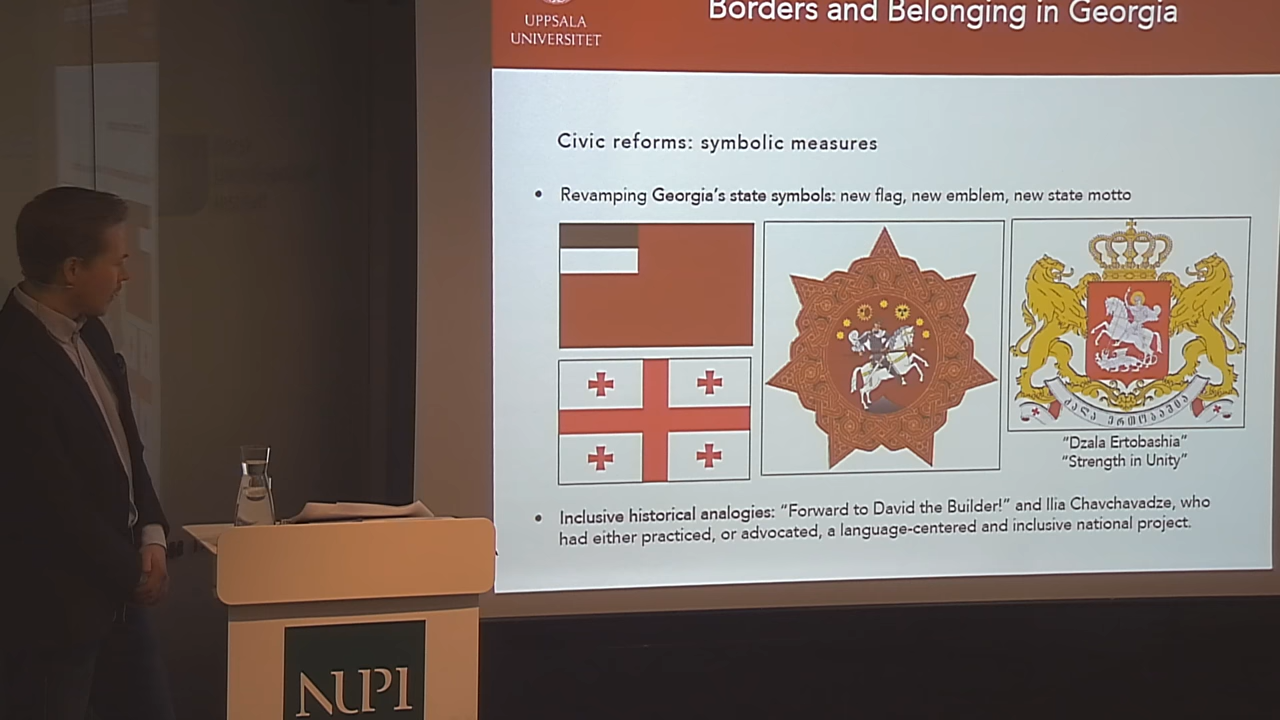 UPPSALA
UNIVERSITET
Borders and Belonging in Georgia
Civic reforms: symbolic measures
• Revamping Georgia's state symbols: new flag, new emblem, new state motto
ძალა ერთობაშია
"Dzala Ertobashia"
"Strength in Unity"
• Inclusive historical analogies: "Forward to David the Builder!" and Ilia Chavchavadze, who
had either practiced, or advocated, a language-centered and inclusive national project.
NUPI